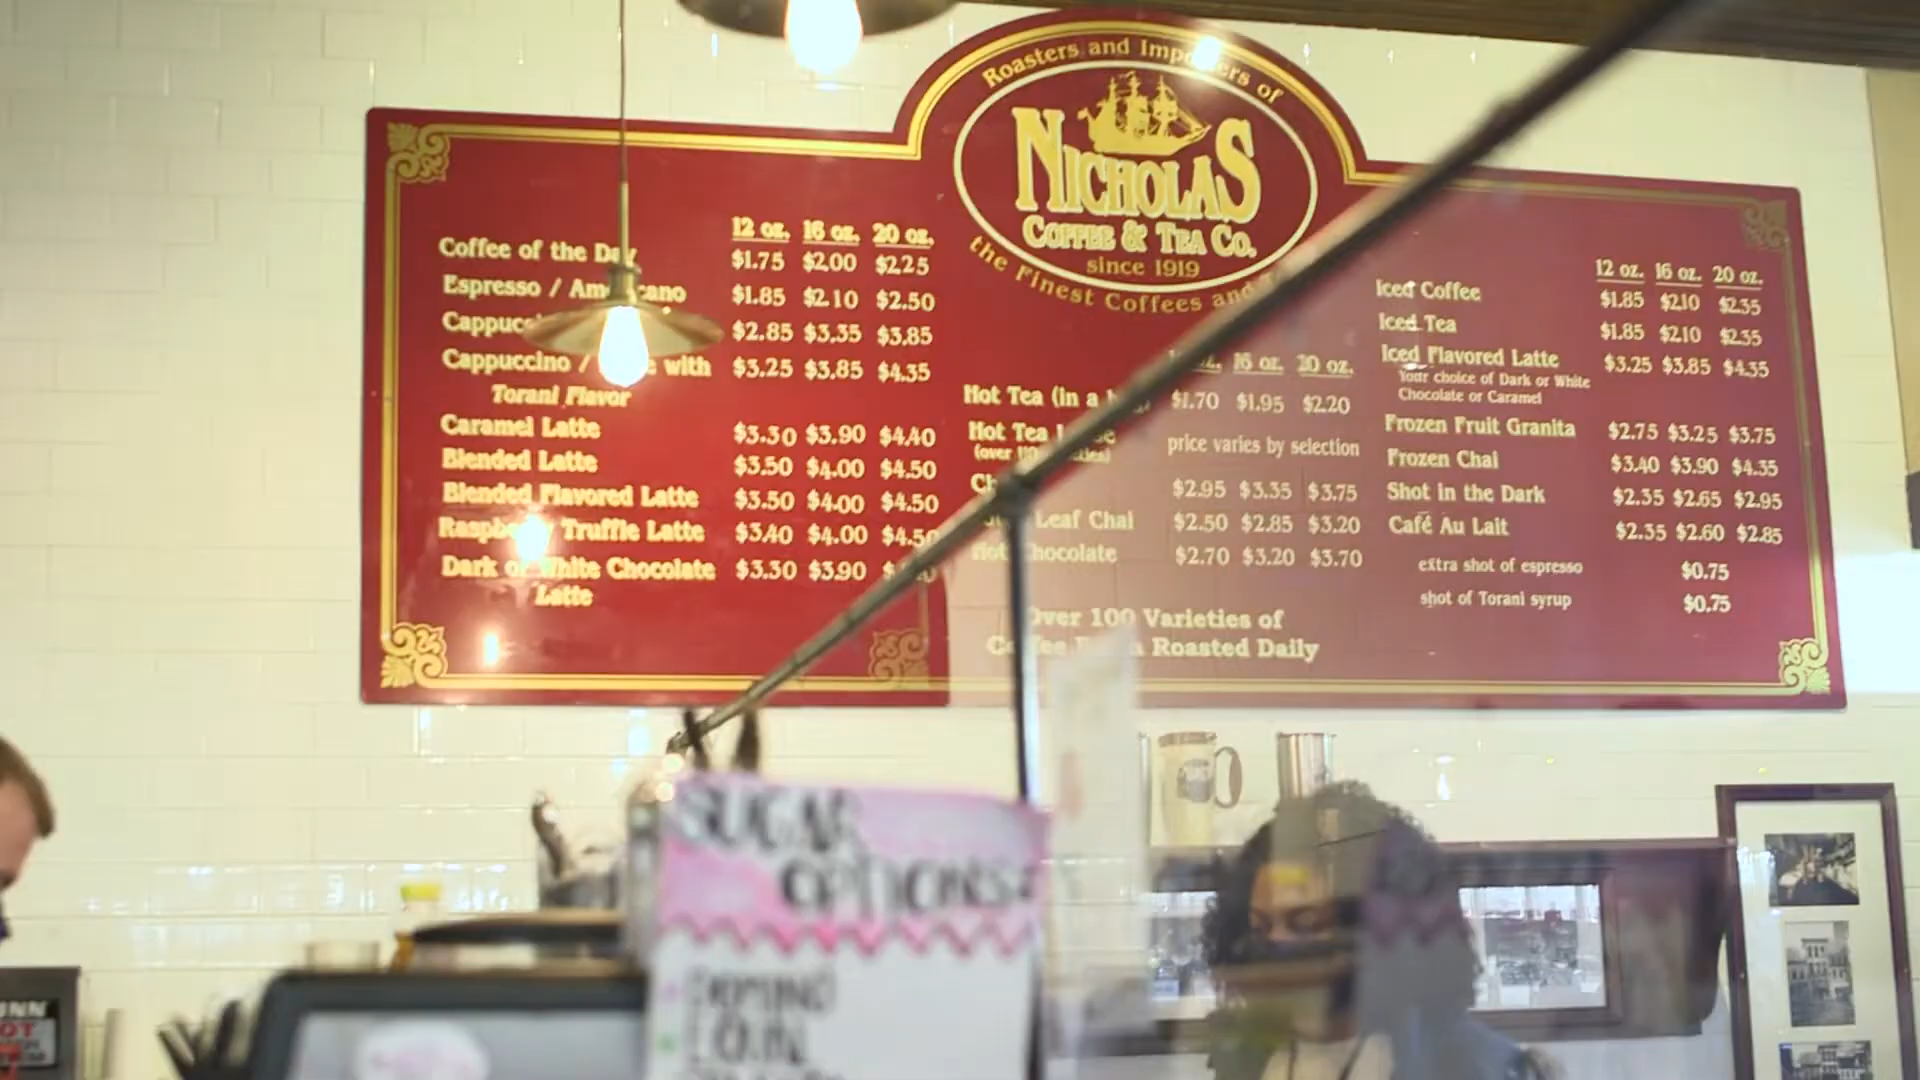 Roasters and Importers of
NICHOLAS
COFFEE & TEA CO.
since 1919
the Finest Coffees and
12 oz. 16 oz. 20 oz.
Coffee of the Day $1.75 $2.00 $2.25
Espresso / Americano $1.85 $2.10 $2.50
$2.85 $3.35 $3.85
Cappuccino / with $3.25 $3.85 $4.35
Torani Flavor
Caramel Latte $3.30 $3.90 $4.40
Blended Latte $3.50 $4.00 $4.50
Blended Flavored Latte $3.50 $4.00 $4.50
Raspberry Truffle Latte $3.40 $4.00 $4.50
Dark or White Chocolate $3.30 $3.90
Latte
16 oz. 20 oz.
Hot Tea (in a $1.70 $1.95 $2.20
Hot Tea price varies by selection
(over
$2.95 $3.35 $3.75
Leaf Chai $2.50 $2.85 $3.20
Hot Chocolate $2.70 $3.20 $3.70
Over 100 Varieties of
Roasted Daily
12 oz. 16 oz. 20 oz.
Iced Coffee $1.85 $2.10 $2.35
Iced Tea $1.85 $2.10 $2.35
Iced Flavored Latte $3.25 $3.85 $4.35
Your choice of Dark or White
Chocolate or Caramel
Frozen Fruit Granita $2.75 $3.25 $3.75
Frozen Chai $3.40 $3.90 $4.35
Shot in the Dark $2.35 $2.65 $2.95
Café Au Lait $2.35 $2.60 $2.85
extra shot of espresso $0.75
shot of Torani syrup $0.75
SUGAR
OPTIONS:
DOMINO
EQUAL